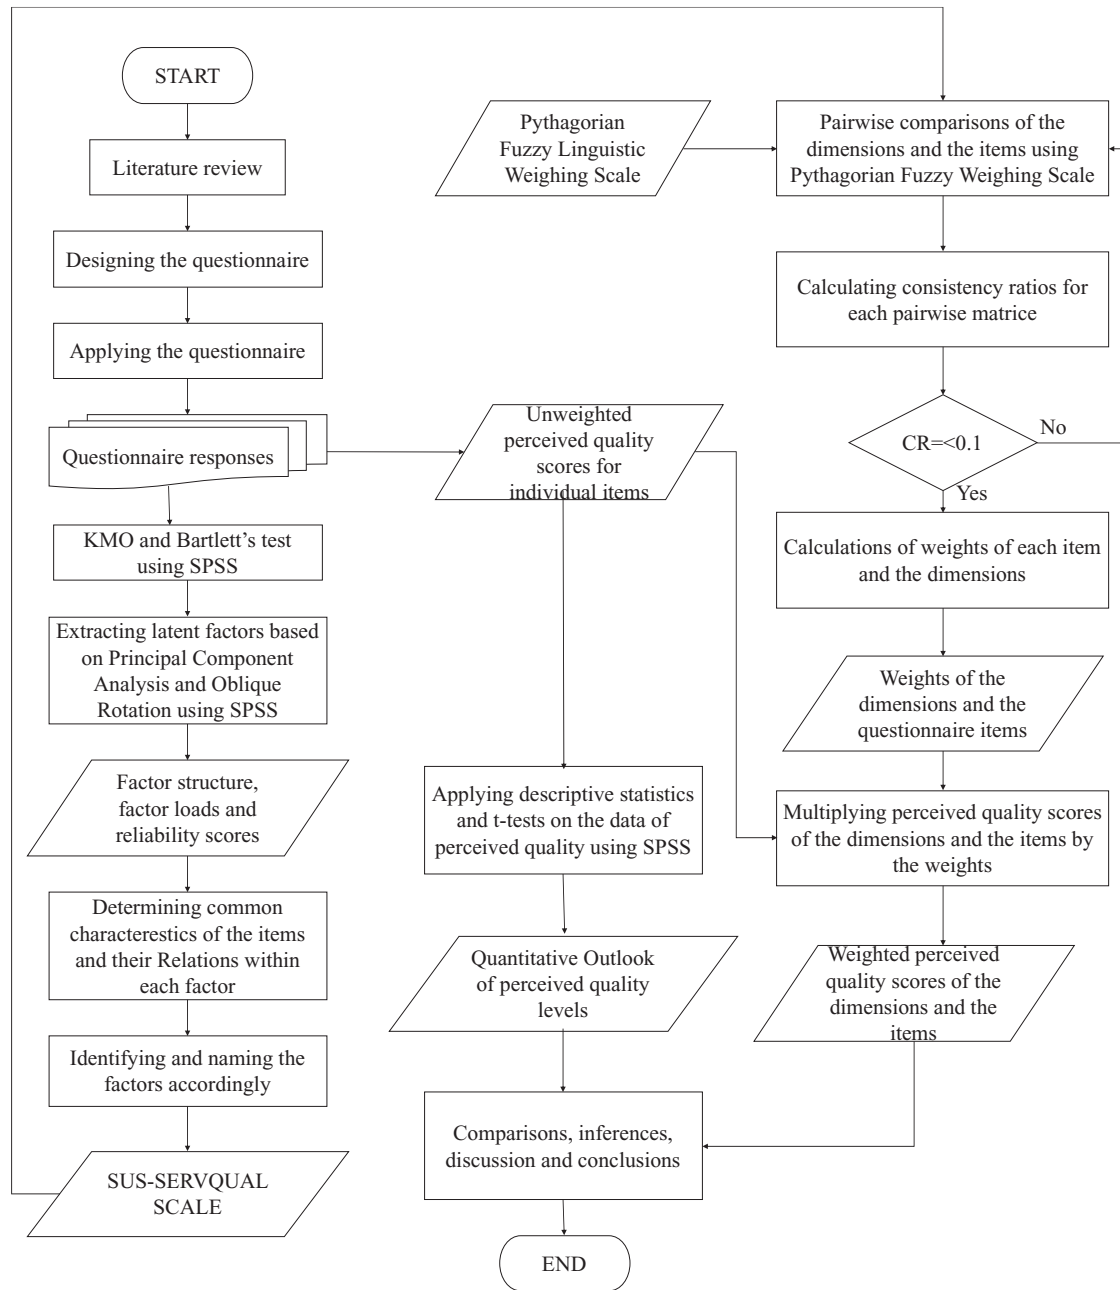 START
Literature review
Designing the questionnaire
Applying the questionnaire
Questionnaire responses
KMO and Bartlett’s test
using SPSS
Extracting latent factors based
on Principal Component
Analysis and Oblique
Rotation using SPSS
Factor structure,
factor loads and
reliability scores
Determining common
characterestics of the items
and their Relations within
each factor
Identifying and naming the
factors accordingly
SUS-SERVQUAL
SCALE
Pythagorian
Fuzzy Linguistic
Weighing Scale
Unweighted
perceived quality
scores for
individual items
Applying descriptive statistics
and t-tests on the data of
perceived quality using SPSS
Quantitative Outlook
of perceived quality
levels
Comparisons, inferences,
discussion and conclusions
END
Pairwise comparisons of the
dimensions and the items using
Pythagorian Fuzzy Weighing Scale
Calculating consistency ratios for
each pairwise matrice
CR=<0.1
No
Yes
Calculations of weights of each item
and the dimensions
Weights of the
dimensions and the
questionnaire items
Multiplying perceived quality scores
of the dimensions and the items by
the weights
Weighted perceived
quality scores of the
dimensions and the
items